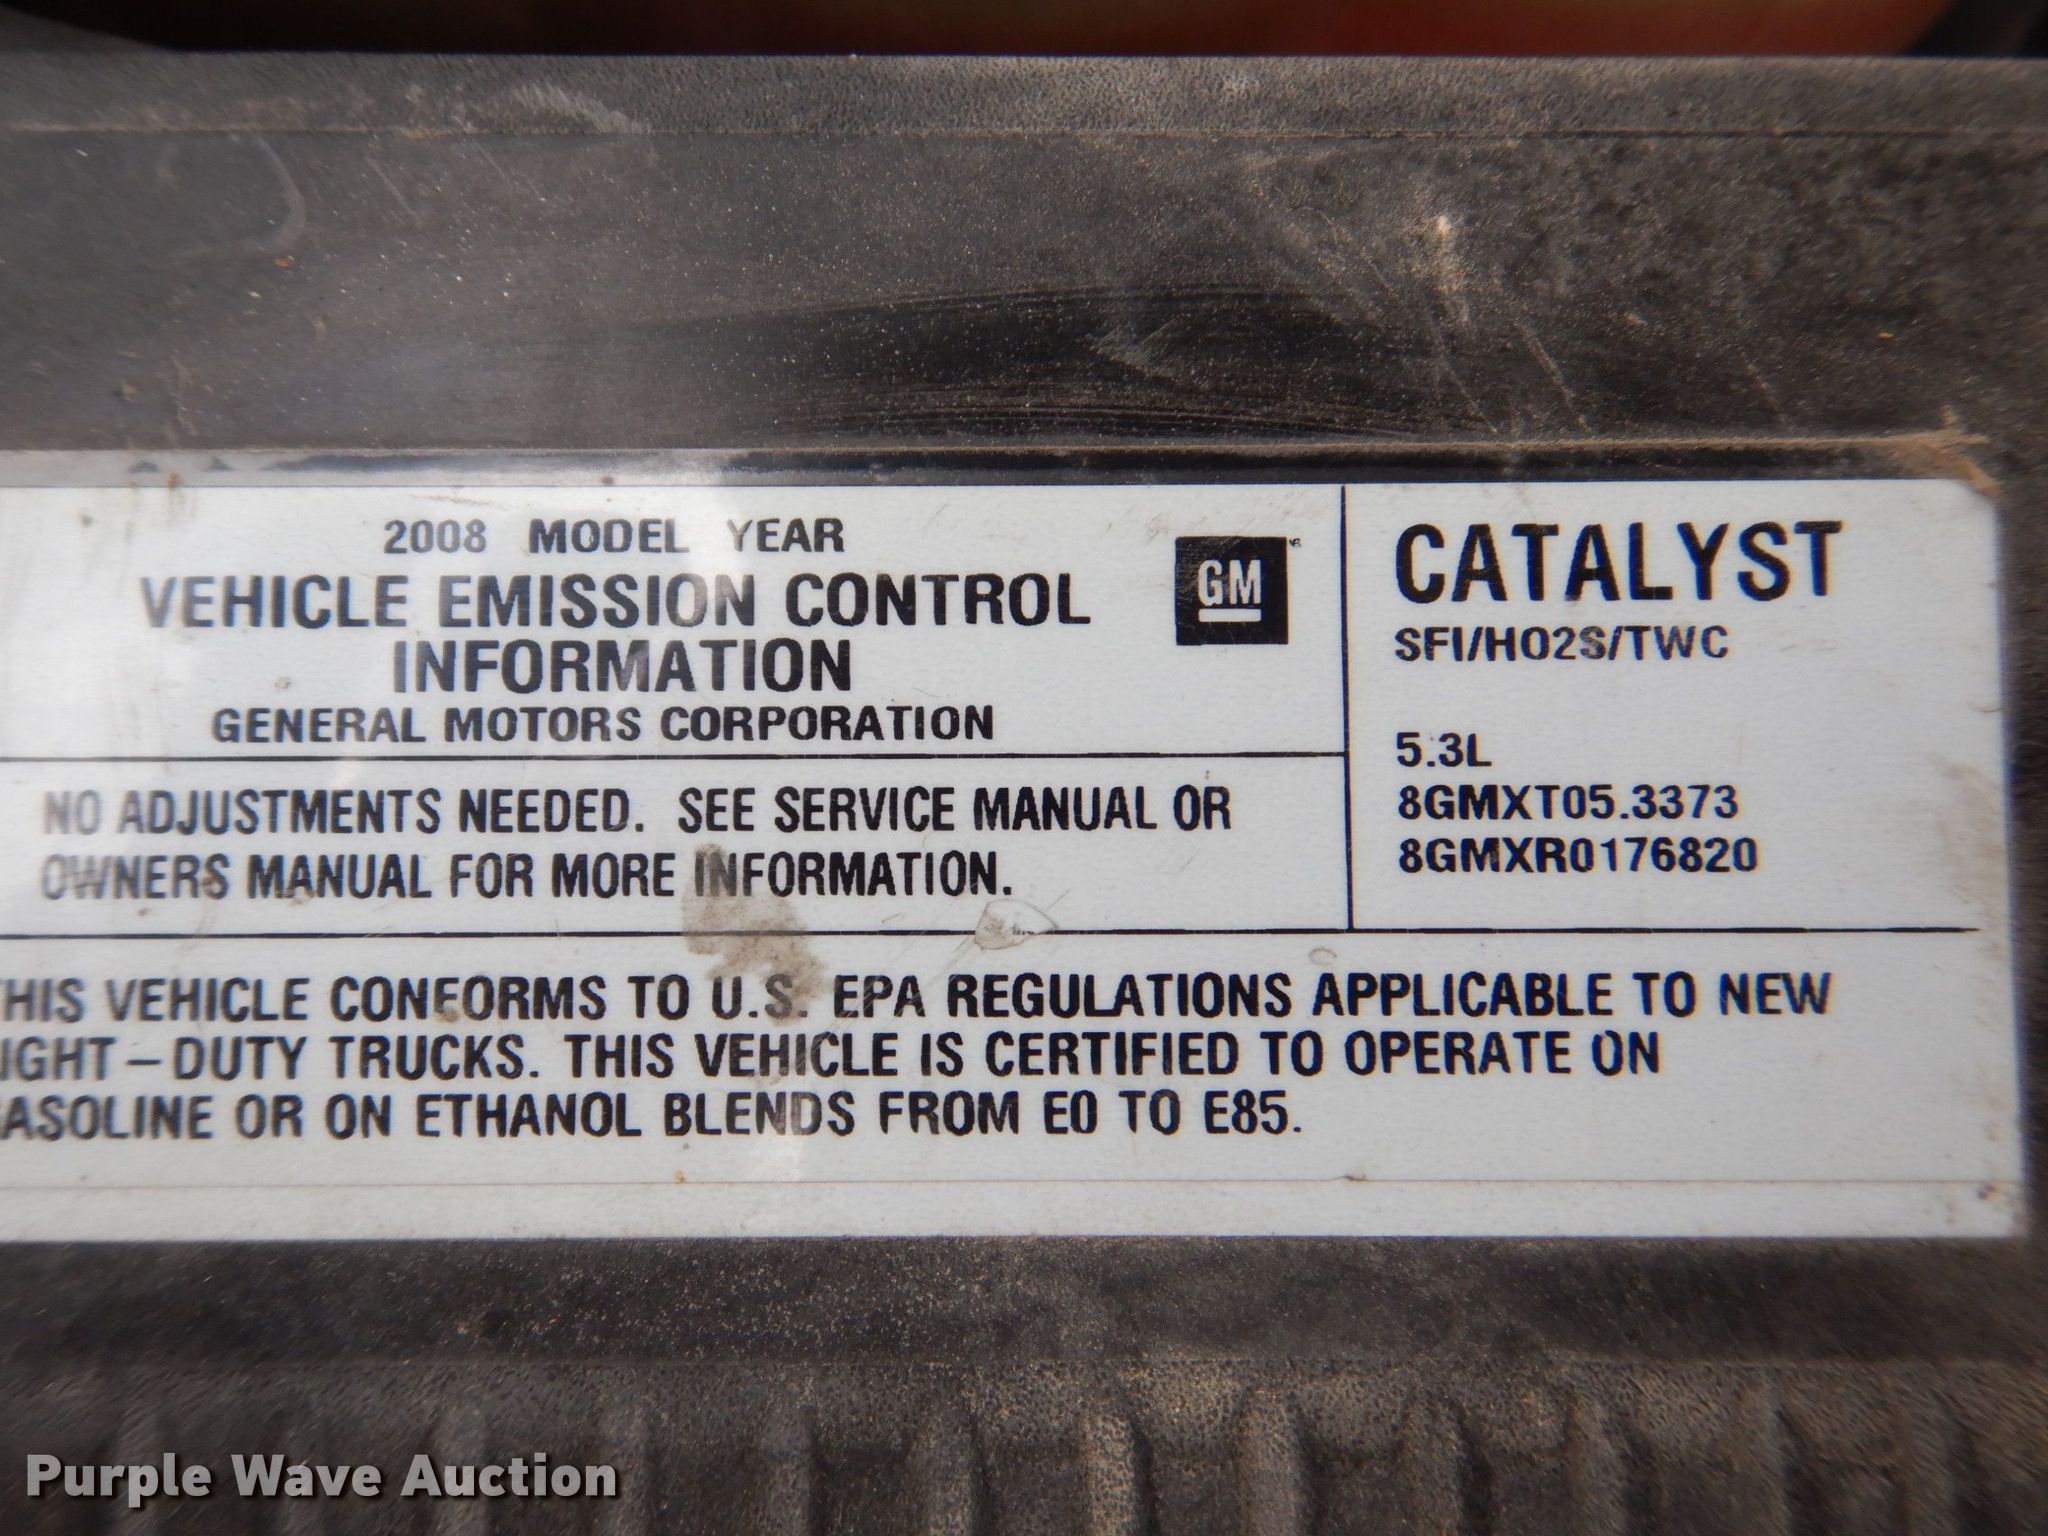 2008 MODEL YEAR
VEHICLE EMISSION CONTROL
INFORMATION
GENERAL MOTORS CORPORATION
GM
CATALYST
SFI/HO2S/TWC
5.3L
8GMXT05.3373
8GMXR0176820
NO ADJUSTMENTS NEEDED. SEE SERVICE MANUAL OR
OWNERS MANUAL FOR MORE INFORMATION.
HIS VEHICLE CONFORMS TO U.S. EPA REGULATIONS APPLICABLE TO NEW
IGHT-DUTY TRUCKS. THIS VEHICLE IS CERTIFIED TO OPERATE ON
ASOLINE OR ON ETHANOL BLENDS FROM E0 TO E85.
Purple Wave Auction